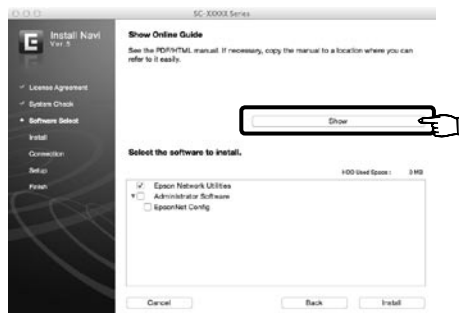 SC-XXXXX Series
E
Install Navi
Ver.5
Show Online Guide
See the PDF/HTML manual. If necessary, copy the manual to a location where you can
refer to it easily.
License Agreement
System Check
Software Select
Install
Connection
Setup
Finish
Show
Select the software to install.
HDD Used Space : 0 MB
Epson Network Utilities
Administrator Software
EpsonNet Config
Cancel
Back
Install